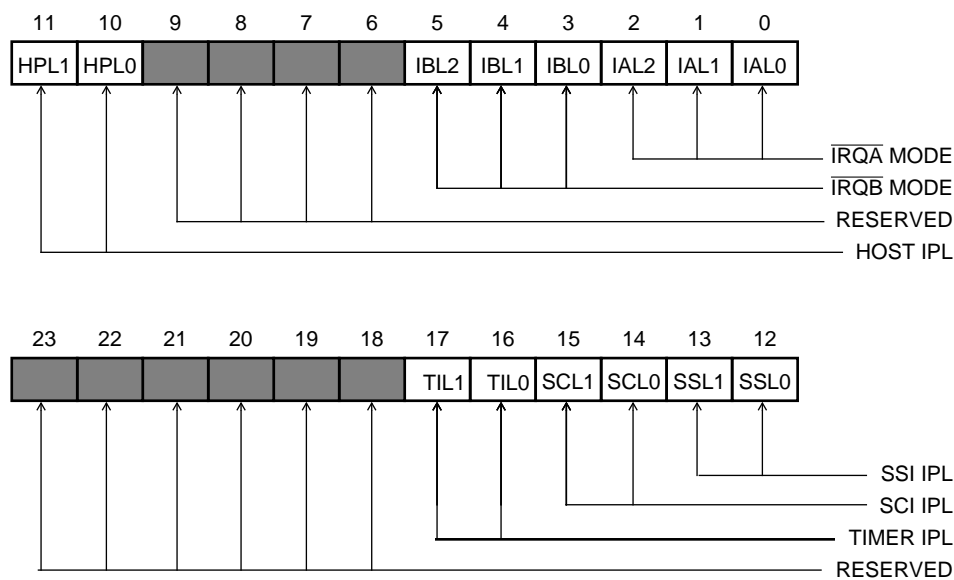 11 10 9 8 7 6 5 4 3 2 1 0
HPL1 HPL0 IBL2 IBL1 IBL0 IAL2 IAL1 IAL0
IRQA MODE
IRQB MODE
RESERVED
HOST IPL
23 22 21 20 19 18 17 16 15 14 13 12
TIL1 TIL0 SCL1 SCL0 SSL1 SSL0
SSI IPL
SCI IPL
TIMER IPL
RESERVED